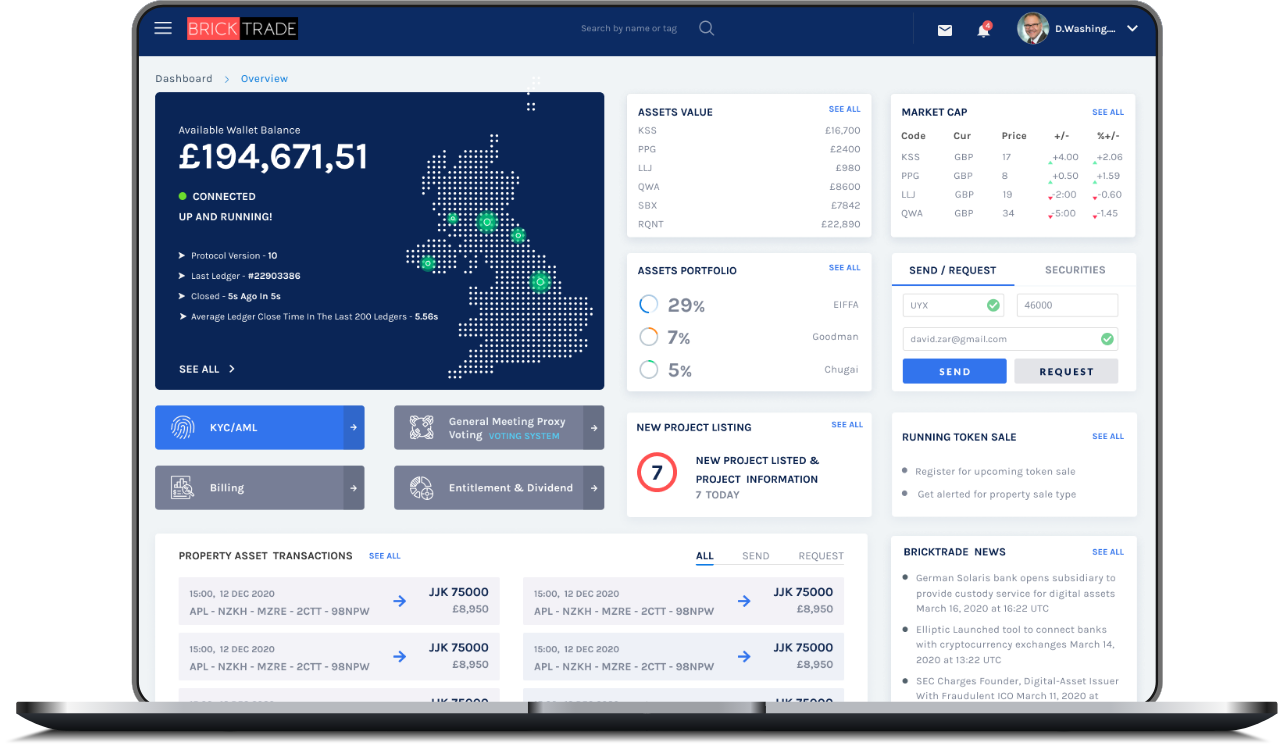 BRICK TRADE
Search by name or tag
4
D.Washing....
Dashboard > Overview
Available Wallet Balance
£194,671,51
CONNECTED
UP AND RUNNING!
Protocol Version - 10
Last Ledger - #22903386
Closed - 5s Ago In 5s
Average Ledger Close Time In The Last 200 Ledgers - 5.56s
SEE ALL
ASSETS VALUE SEE ALL
KSS £16,700
PPG £2400
LLJ £980
QWA £8600
SBX £7842
RQNT £22,890
MARKET CAP SEE ALL
Code Cur Price +/- %+/-
KSS GBP 17 +4.00 +2.06
PPG GBP 8 +0.50 +1.59
LLJ GBP 19 -2:00 -0.60
QWA GBP 34 -5:00 -1.45
ASSETS PORTFOLIO SEE ALL
29% EIFFA
7% Goodman
5% Chugai
SEND / REQUEST SECURITIES
UYX 46000
david.zar@gmail.com
SEND REQUEST
KYC/AML
General Meeting Proxy
Voting VOTING SYSTEM
Billing
Entitlement & Dividend
NEW PROJECT LISTING SEE ALL
7
NEW PROJECT LISTED &
PROJECT INFORMATION
7 TODAY
RUNNING TOKEN SALE SEE ALL
Register for upcoming token sale
Get alerted for property sale type
PROPERTY ASSET TRANSACTIONS SEE ALL
ALL SEND REQUEST
15:00, 12 DEC 2020 JJK 75000
APL - NZKH - MZRE - 2CTT - 98NPW £8,950
15:00, 12 DEC 2020 JJK 75000
APL - NZKH - MZRE - 2CTT - 98NPW £8,950
15:00, 12 DEC 2020 JJK 75000
APL - NZKH - MZRE - 2CTT - 98NPW £8,950
15:00, 12 DEC 2020 JJK 75000
APL - NZKH - MZRE - 2CTT - 98NPW £8,950
BRICKTRADE NEWS SEE ALL
German Solaris bank opens subsidiary to
provide custody service for digital assets
March 16, 2020 at 16:22 UTC
Elliptic Launched tool to connect banks
with cryptocurrency exchanges March 14,
2020 at 13:22 UTC
SEC Charges Founder, Digital-Asset Issuer
With Fraudulent ICO March 11, 2020 at